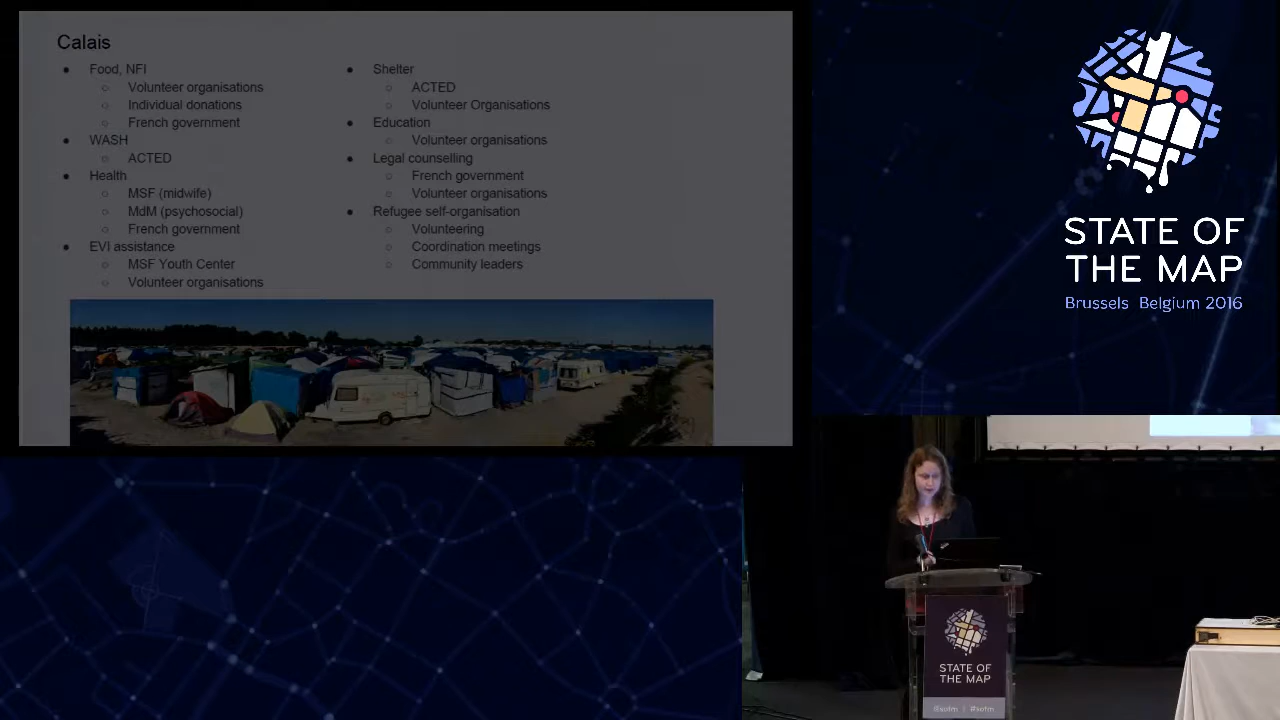 Calais
Food, NFI
Volunteer organisations
Individual donations
French government
WASH
ACTED
Health
MSF (midwife)
MdM (psychosocial)
French government
EVI assistance
MSF Youth Center
Volunteer organisations
Shelter
ACTED
Volunteer Organisations
Education
Volunteer organisations
Legal counselling
French government
Volunteer organisations
Refugee self-organisation
Volunteering
Coordination meetings
Community leaders
STATE OF
THE MAP
Brussels Belgium 2016
STATE OF
THE MAP
@sotm | #sotm